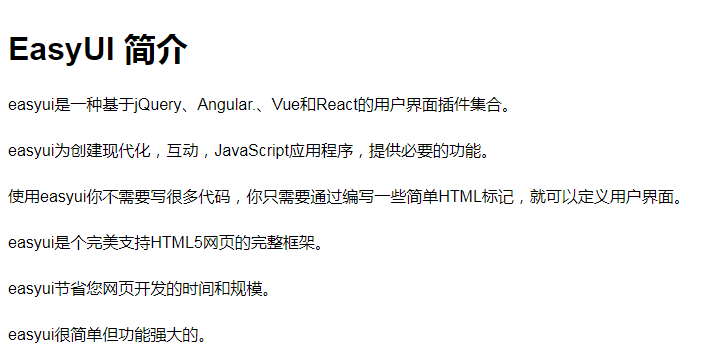 EasyUI 简介
easyui是一种基于jQuery、Angular.、Vue和React的用户界面插件集合。
easyui为创建现代化，互动，JavaScript应用程序，提供必要的功能。
使用easyui你不需要写很多代码，你只需要通过编写一些简单HTML标记，就可以定义用户界面。
easyui是个完美支持HTML5网页的完整框架。
easyui节省您网页开发的时间和规模。
easyui很简单但功能强大的。